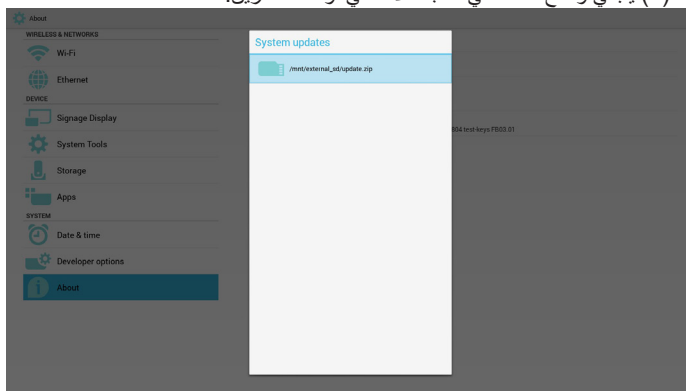 About
WIRELESS & NETWORKS
Wi-Fi
Ethernet
DEVICE
Signage Display
System Tools
Storage
Apps
SYSTEM
Date & time
Developer options
About
System updates
/mnt/external_sd/update.zip
804 test-keys FB03.01